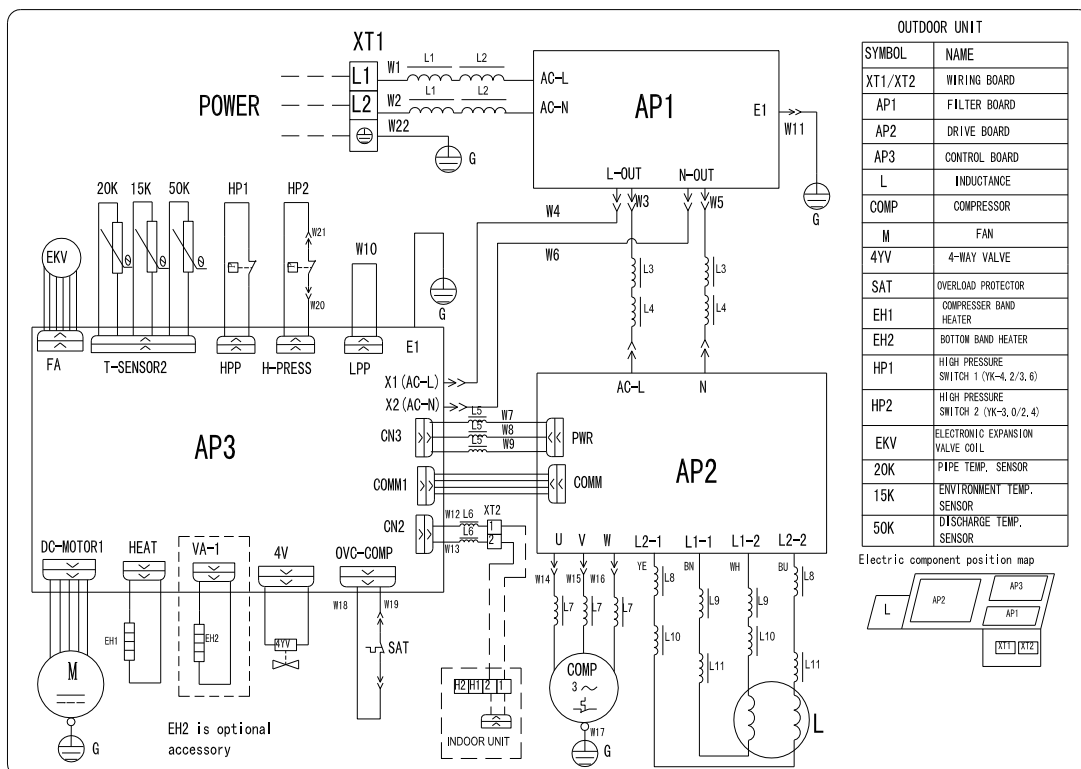 OUTDOOR UNIT
SYMBOL NAME
XT1/XT2 WIRING BOARD
AP1 FILTER BOARD
AP2 DRIVE BOARD
AP3 CONTROL BOARD
L INDUCTANCE
COMP COMPRESSOR
M FAN
4YV 4-WAY VALVE
SAT OVERLOAD PROTECTOR
EH1 COMPRESSER BAND
HEATER
EH2 BOTTOM BAND HEATER
HP1 HIGH PRESSURE
SWITCH 1 (YK-4.2/3.6)
HP2 HIGH PRESSURE
SWITCH 2 (YK-3.0/2.4)
EKV ELECTRONIC EXPANSION
VALVE COIL
20K PIPE TEMP. SENSOR
15K ENVIRONMENT TEMP.
SENSOR
50K DISCHARGE TEMP.
SENSOR
Electric component position map
L AP2 AP3
AP1
XT1 XT2
XT1
POWER
L1 W1 L1 L2 AC-L
L2 W2 L1 L2 AC-N
W22
G
AP1
E1
W11
G
L-OUT N-OUT
W4 W3 W5
W6
L3 L3
L4 L4
20K 15K 50K HP1 HP2
W21
W20
W10
EKV
G
FA T-SENSOR2 HPP H-PRESS LPP E1
X1(AC-L)
X2(AC-N)
AP3
CN3 L5 W7
L5 W8
L5 W9
PWR
COMM1 COMM
CN2 W12 L6 XT2
1
W13 L6 2
AC-L N
AP2
U V W L2-1 L1-1 L1-2 L2-2
YE BN WH BU
W14 W15 W16
L7 L7 L7
L8 L9 L9 L8
L10 L11 L10 L11
COMP
3
W17
G
L
DC-MOTOR1 HEAT VA-1 4V OVC-COMP
W18 W19
EH1 EH2 4YV SAT
M
G
EH2 is optional
accessory
H2 H1 2 1
INDOOR UNIT